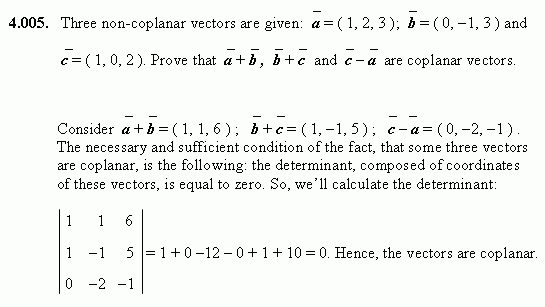 4.005. Three non-coplanar vectors are given: a̅ = ( 1, 2, 3 ); b̅ = ( 0, −1, 3 ) and
c̅ = ( 1, 0, 2 ). Prove that a̅ + b̅ , b̅ + c̅ and c̅ − a̅ are coplanar vectors.
Consider a̅ + b̅ = ( 1, 1, 6 ) ; b̅ + c̅ = ( 1, −1, 5 ) ; c̅ − a̅ = ( 0, −2, −1 ) .
The necessary and sufficient condition of the fact, that some three vectors
are coplanar, is the following: the determinant, composed of coordinates
of these vectors, is equal to zero. So, we’ll calculate the determinant:
| 1 1 6 |
| 1 −1 5 | = 1 + 0 −12 − 0 + 1 + 10 = 0. Hence, the vectors are coplanar.
| 0 −2 −1 |